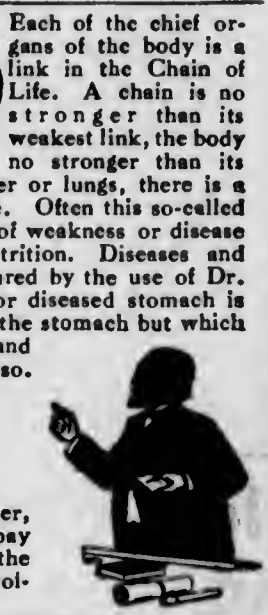 Each of the chief or-
gans of the body is a
link in the Chain of
Life. A chain is no
stronger than its
weakest link, the body
no stronger than its
er or lungs, there is a
e. Often this so-called
of weakness or disease
trition. Diseases and
ured by the use of Dr.
or diseased stomach is
the stomach but which
and
so.
er,
pay
the
vol-